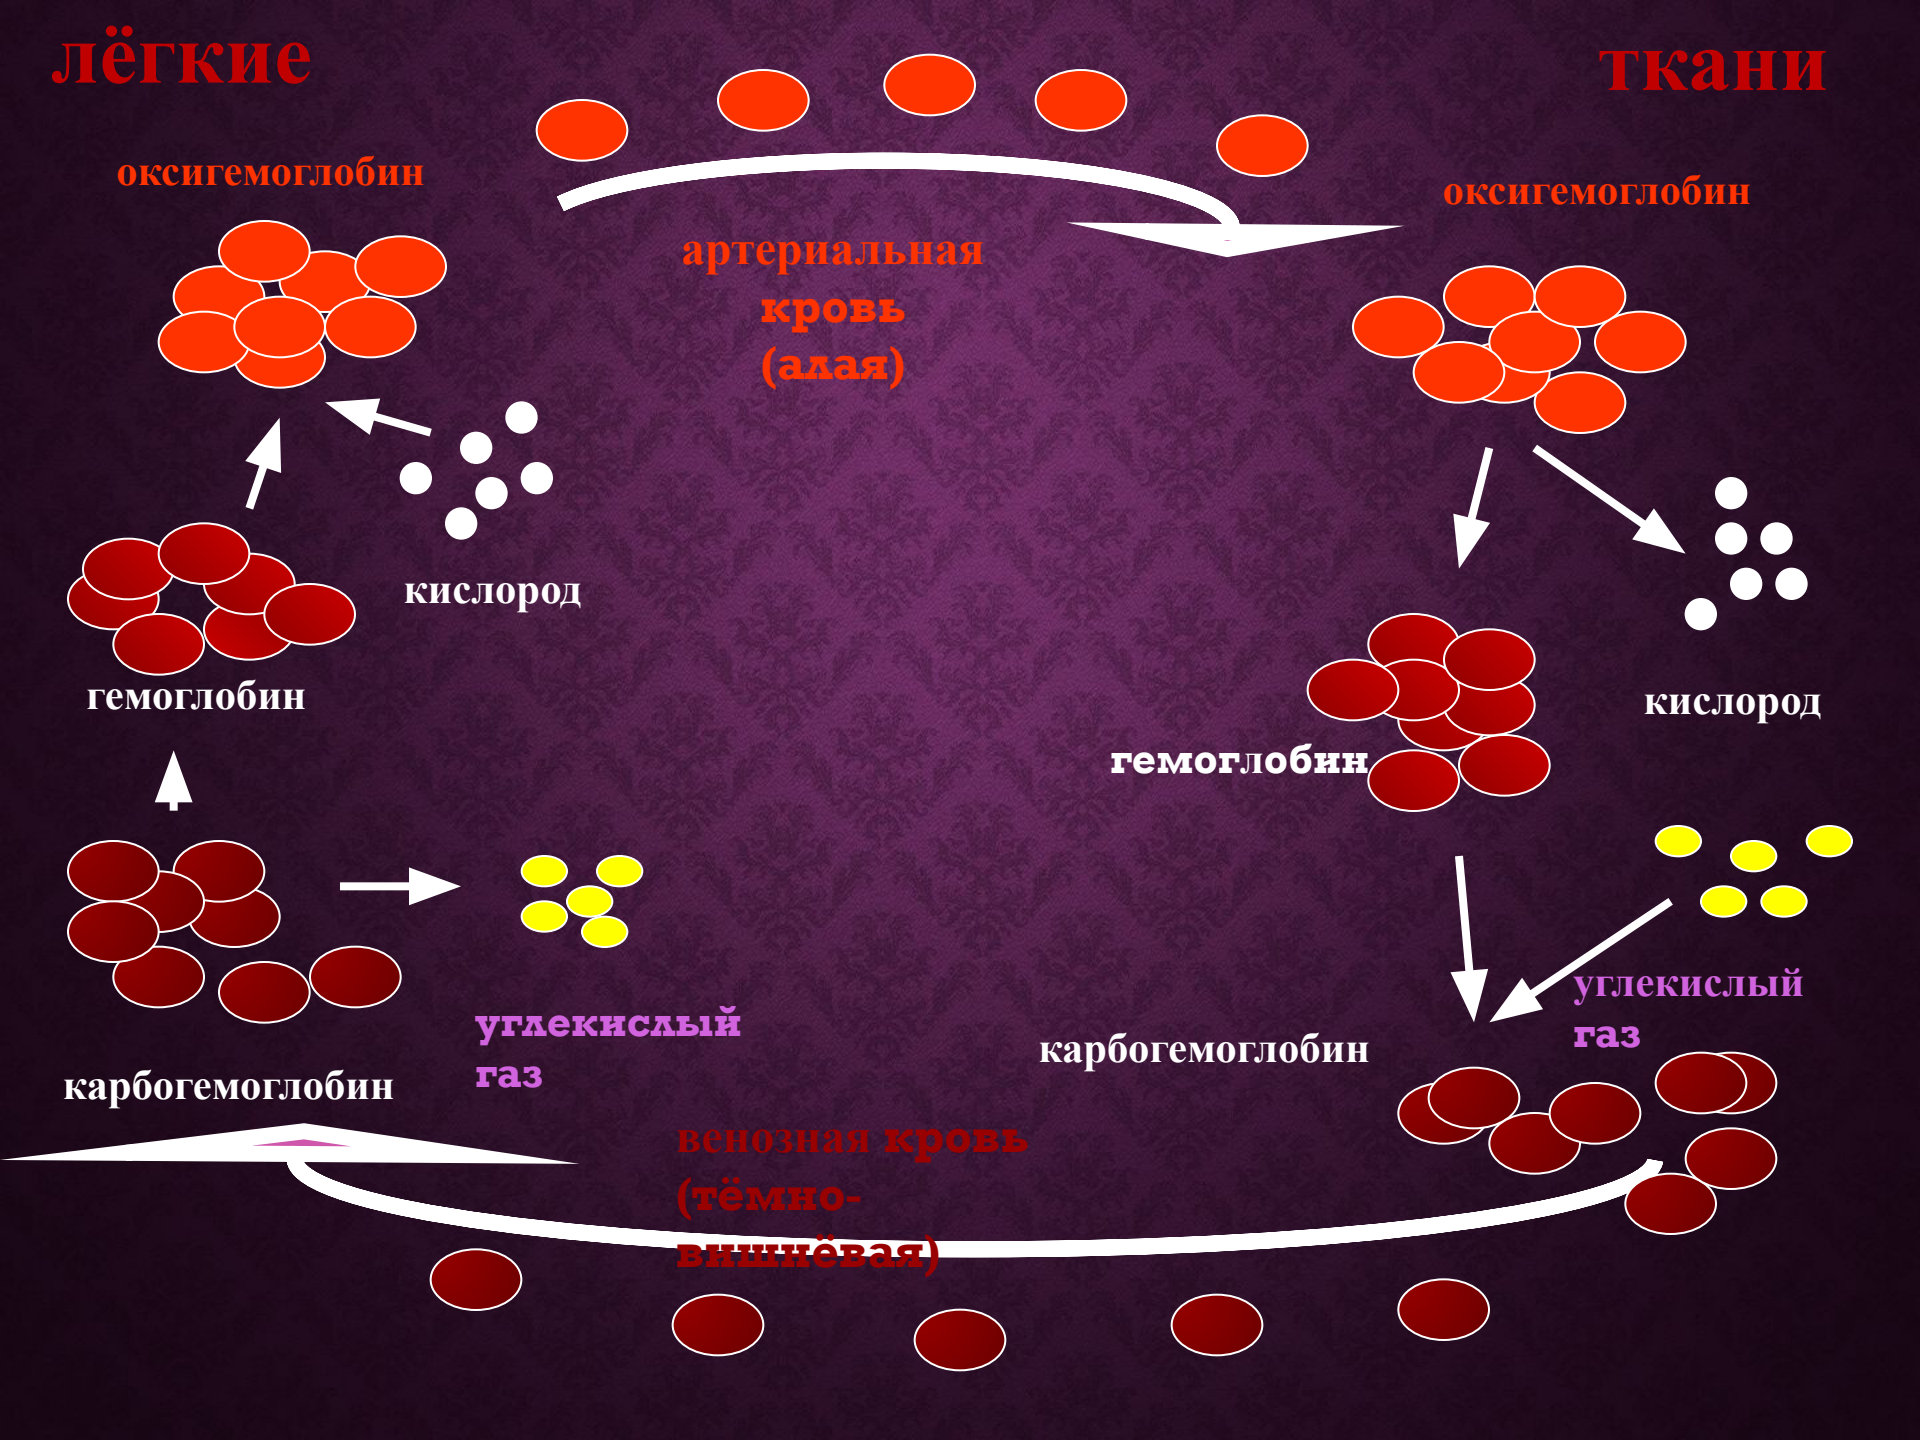 лёгкие
ткани
оксигемоглобин
оксигемоглобин
артериальная
кровь
(алая)
кислород
гемоглобин
кислород
гемоглобин
углекислый
газ
углекислый
газ
карбогемоглобин
карбогемоглобин
венозная кровь
(тёмно-
вишнёвая)